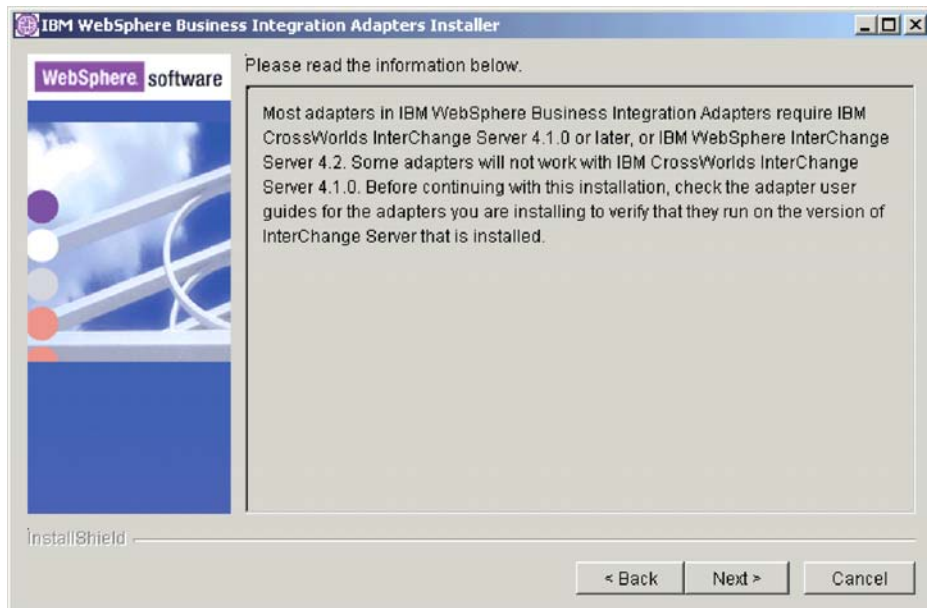 IBM WebSphere Business Integration Adapters Installer
WebSphere software
Please read the information below.
Most adapters in IBM WebSphere Business Integration Adapters require IBM
CrossWorlds InterChange Server 4.1.0 or later, or IBM WebSphere InterChange
Server 4.2. Some adapters will not work with IBM CrossWorlds InterChange
Server 4.1.0. Before continuing with this installation, check the adapter user
guides for the adapters you are installing to verify that they run on the version of
InterChange Server that is installed.
InstallShield
< Back
Next >
Cancel